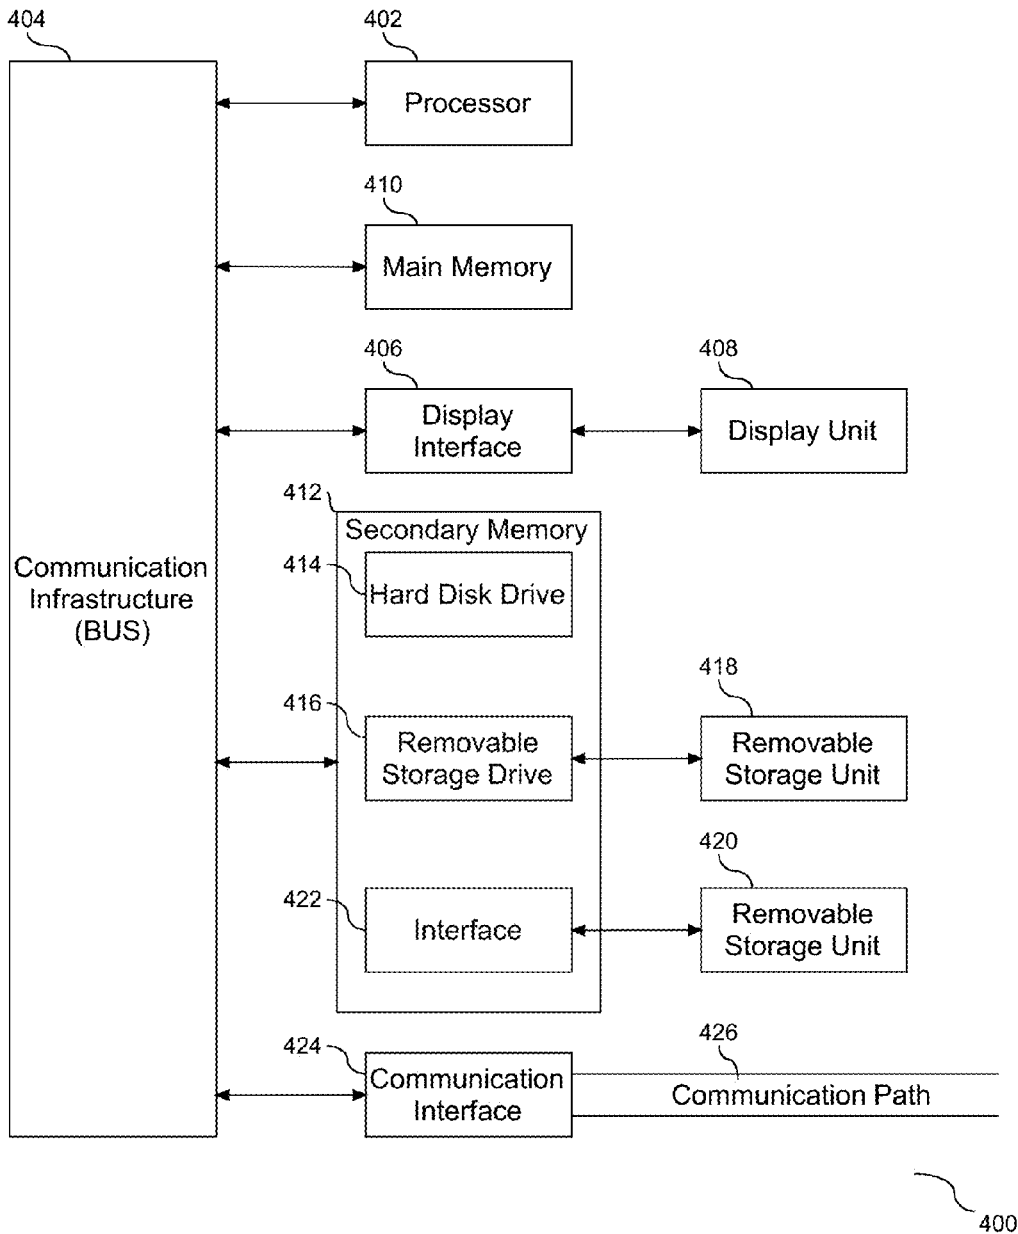 404
402
Processor
410
Main Memory
406
408
Display
Interface
Display Unit
412
Secondary Memory
414
Hard Disk Drive
Communication
Infrastructure
(BUS)
416
418
Removable
Storage Drive
Removable
Storage Unit
420
422
Interface
Removable
Storage Unit
424
426
Communication
Interface
Communication Path
400